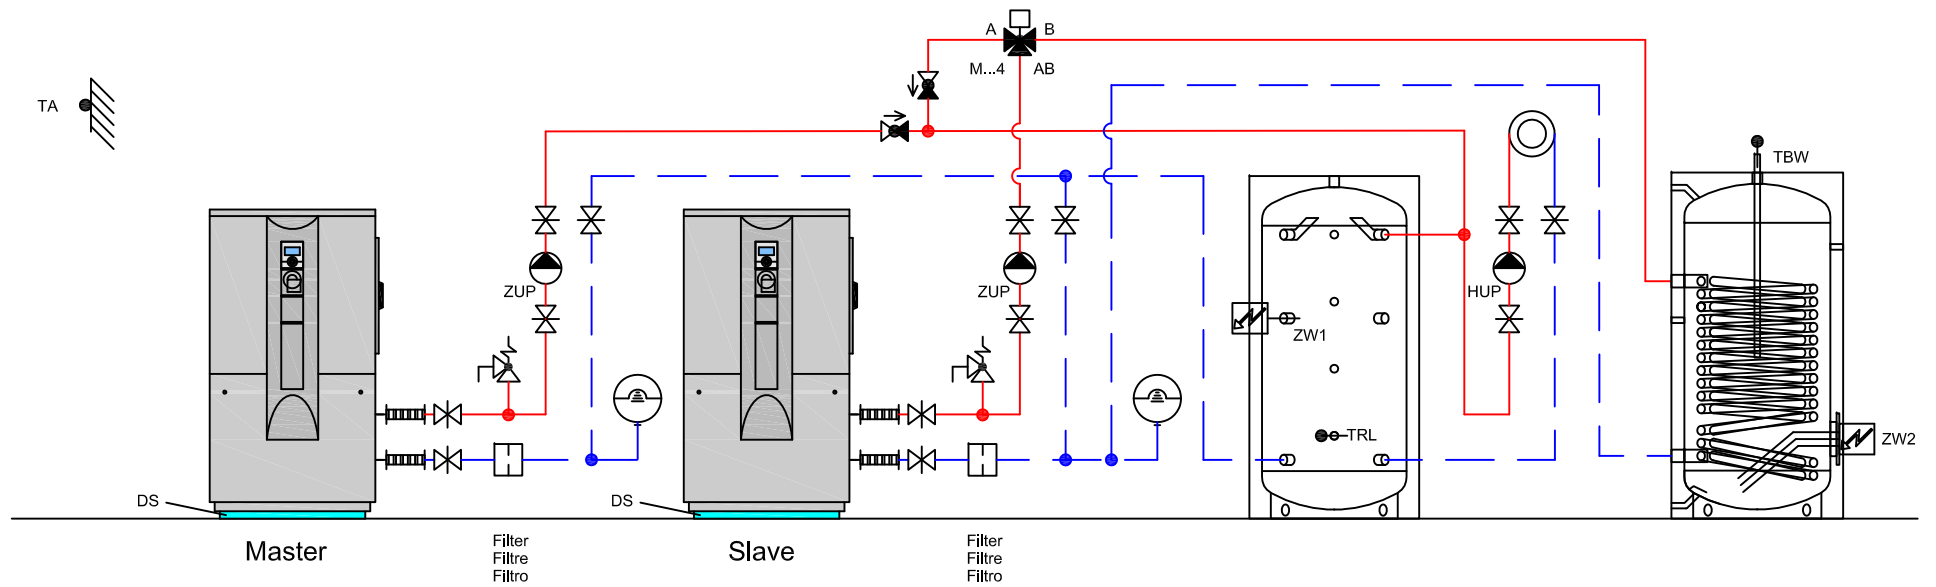 A
B
M...4
AB
TA
TBW
ZUP
ZUP
HUP
ZW1
TRL
ZW2
DS
DS
Master
Filter
Filtre
Filtro
Slave
Filter
Filtre
Filtro